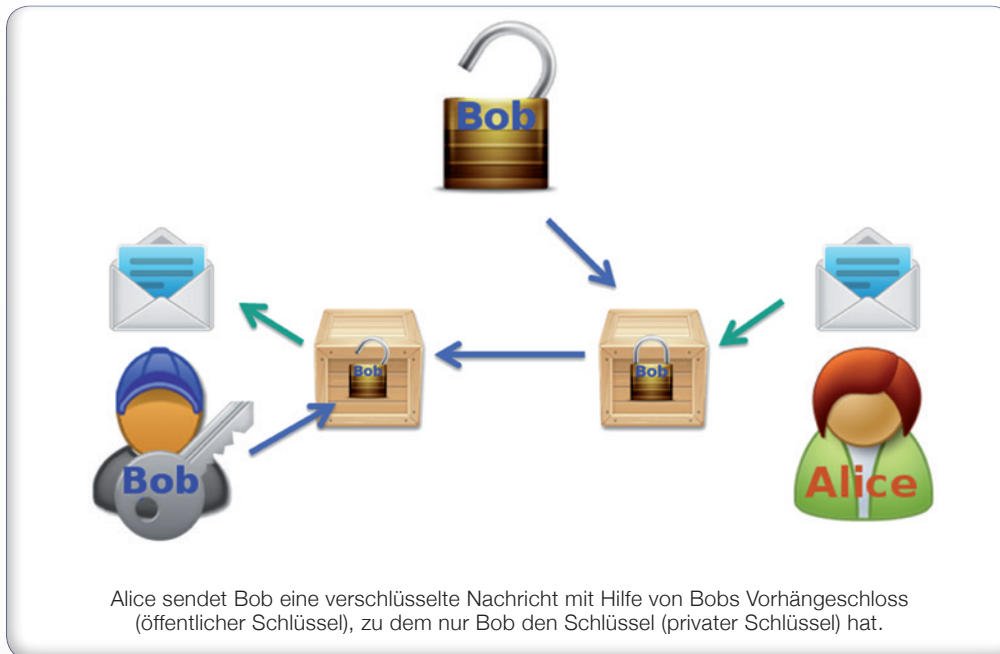 Bob
Bob
Bob
Bob
Alice
Alice sendet Bob eine verschlüsselte Nachricht mit Hilfe von Bobs Vorhängeschloss
(öffentlicher Schlüssel), zu dem nur Bob den Schlüssel (privater Schlüssel) hat.